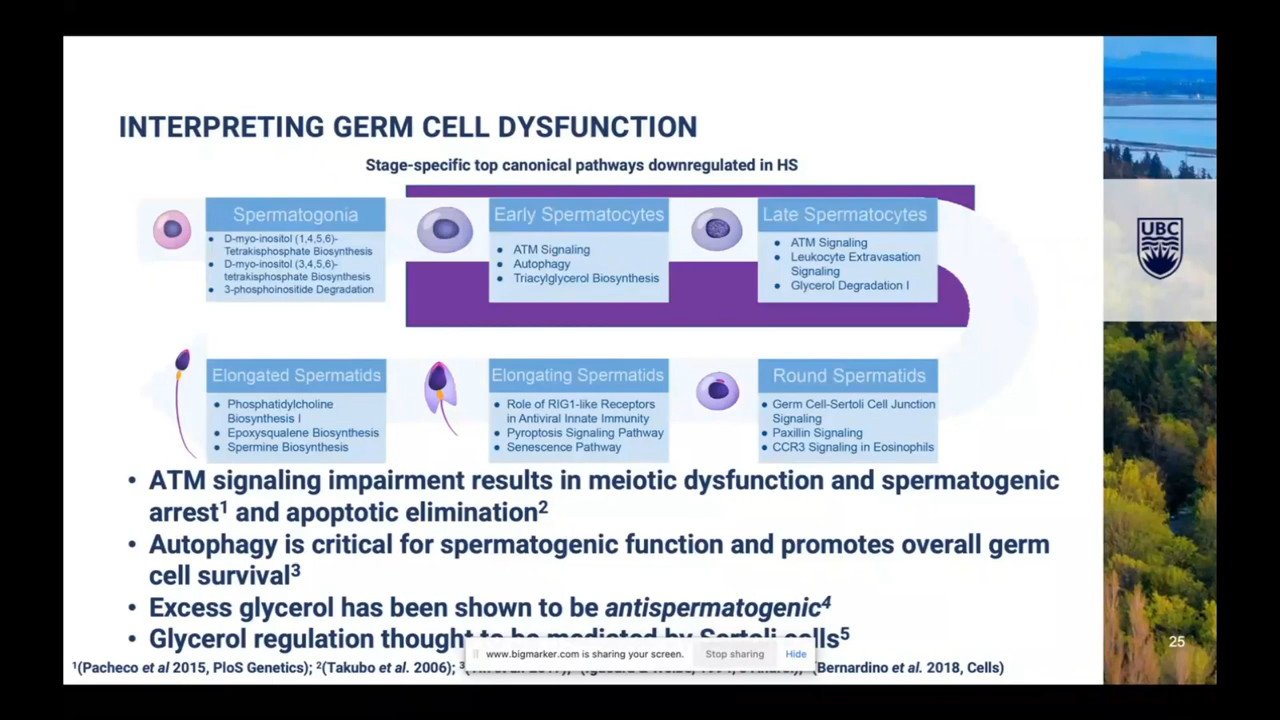 INTERPRETING GERM CELL DYSFUNCTION
Stage-specific top canonical pathways downregulated in HS
Spermatogonia
• D-myo-inositol (1,4,5,6)-
Tetrakisphosphate Biosynthesis
• D-myo-inositol (3,4,5,6)-
tetrakisphosphate Biosynthesis
• 3-phosphoinositide Degradation
Early Spermatocytes
• ATM Signaling
• Autophagy
• Triacylglycerol Biosynthesis
Late Spermatocytes
• ATM Signaling
• Leukocyte Extravasation
Signaling
• Glycerol Degradation I
UBC
Elongated Spermatids
• Phosphatidylcholine
Biosynthesis I
• Epoxysqualene Biosynthesis
• Spermine Biosynthesis
Elongating Spermatids
• Role of RIG1-like Receptors
in Antiviral Innate Immunity
• Pyroptosis Signaling Pathway
• Senescence Pathway
Round Spermatids
• Germ Cell-Sertoli Cell Junction
Signaling
• Paxillin Signaling
• CCR3 Signaling in Eosinophils
• ATM signaling impairment results in meiotic dysfunction and spermatogenic
arrest¹ and apoptotic elimination²
• Autophagy is critical for spermatogenic function and promotes overall germ
cell survival³
• Excess glycerol has been shown to be antispermatogenic⁴
• Glycerol regulation thought to be mediated by Sertoli cells⁵
25
www.bigmarker.com is sharing your screen.
Stop sharing
Hide
¹(Pacheco et al 2015, PloS Genetics); ²(Takubo et al. 2006); ³ (Bernardino et al. 2018, Cells)